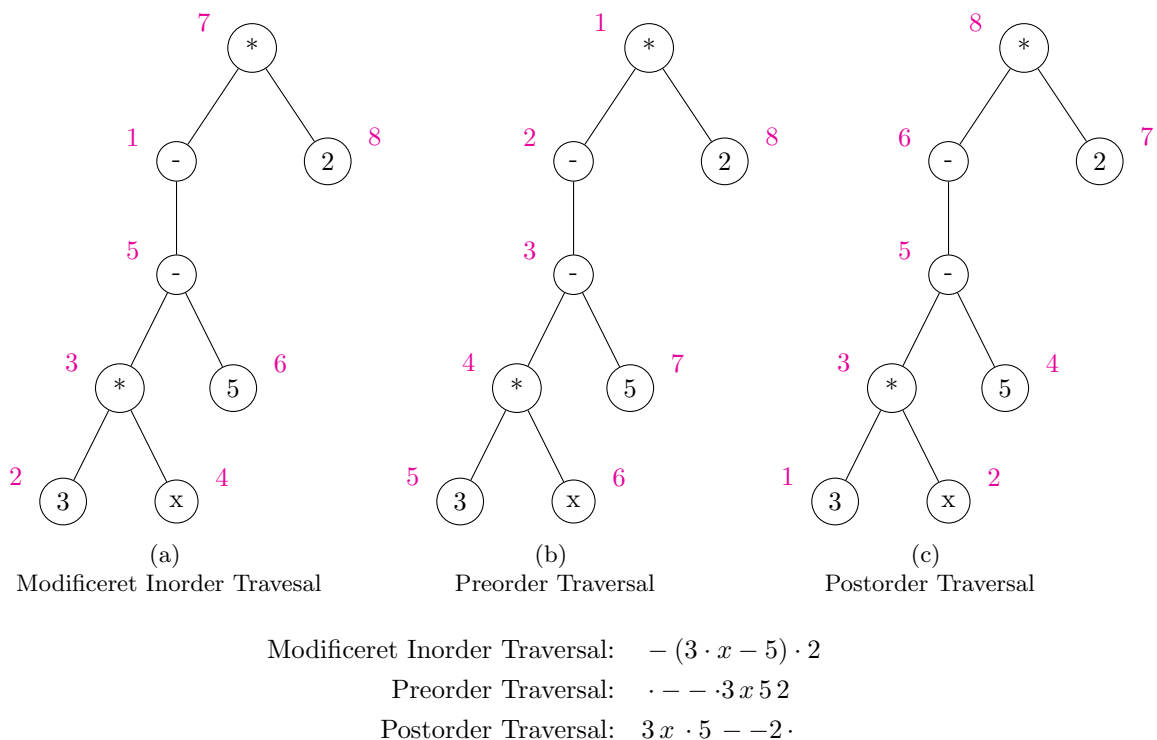 7 1 8
* * *
1 8 2 8 6 7
- 2 - 2 - 2
5 3 5
- - -
3 6 4 7 3 4
* 5 * 5 * 5
2 4 5 6 1 2
3 x 3 x 3 x
(a) (b) (c)
Modificeret Inorder Travesal Preorder Traversal Postorder Traversal
Modificeret Inorder Traversal: − (3 · x − 5) · 2
Preorder Traversal: · − − ·3 x 5 2
Postorder Traversal: 3 x · 5 − −2 ·